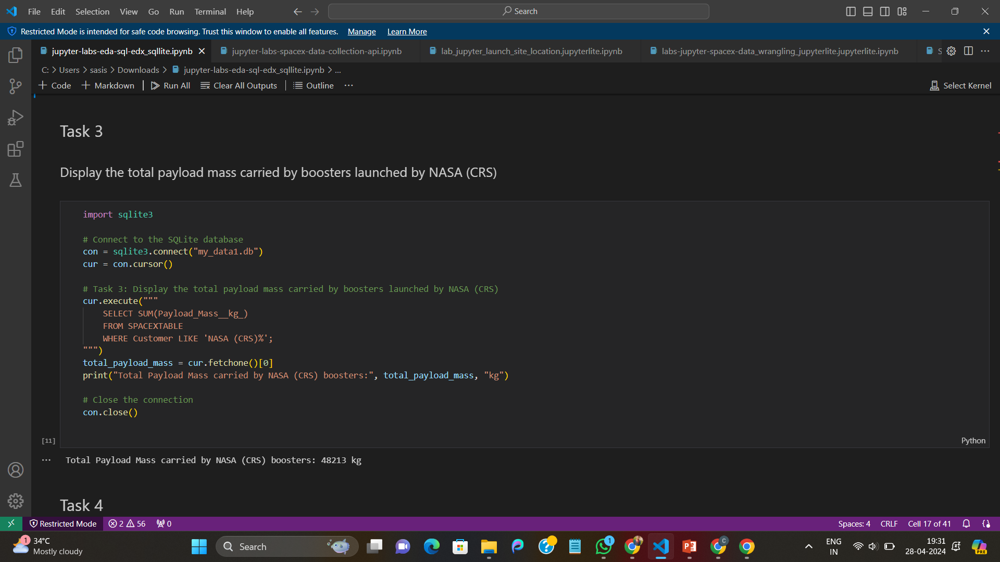 File Edit Selection View Go Run Terminal Help Search
Restricted Mode is intended for safe code browsing. Trust this window to enable all features. Manage Learn More
jupyter-labs-eda-sql-edx_sqllite.ipynb jupyter-labs-spacex-data-collection-api.ipynb lab_jupyter_launch_site_location.jupyterlite.ipynb labs-jupyter-spacex-data_wrangling_jupyterlite.jupyterlite.ipynb S
C: > Users > sasis > Downloads > jupyter-labs-eda-sql-edx_sqllite.ipynb > ...
+ Code + Markdown | Run All Clear All Outputs | Outline ... Select Kernel
Task 3
Display the total payload mass carried by boosters launched by NASA (CRS)
import sqlite3
# Connect to the SQLite database
con = sqlite3.connect("my_data1.db")
cur = con.cursor()
# Task 3: Display the total payload mass carried by boosters launched by NASA (CRS)
cur.execute("""
SELECT SUM(Payload_Mass__kg_)
FROM SPACEXTABLE
WHERE Customer LIKE 'NASA (CRS)%';
""")
total_payload_mass = cur.fetchone()[0]
print("Total Payload Mass carried by NASA (CRS) boosters:", total_payload_mass, "kg")
# Close the connection
con.close()
[11] Python
... Total Payload Mass carried by NASA (CRS) boosters: 48213 kg
Task 4
Restricted Mode 2 56 0 Spaces: 4 CRLF Cell 17 of 41
1 34°C
Mostly cloudy
Search
1
C
ENG
IN
19:31
28-04-2024
PRE